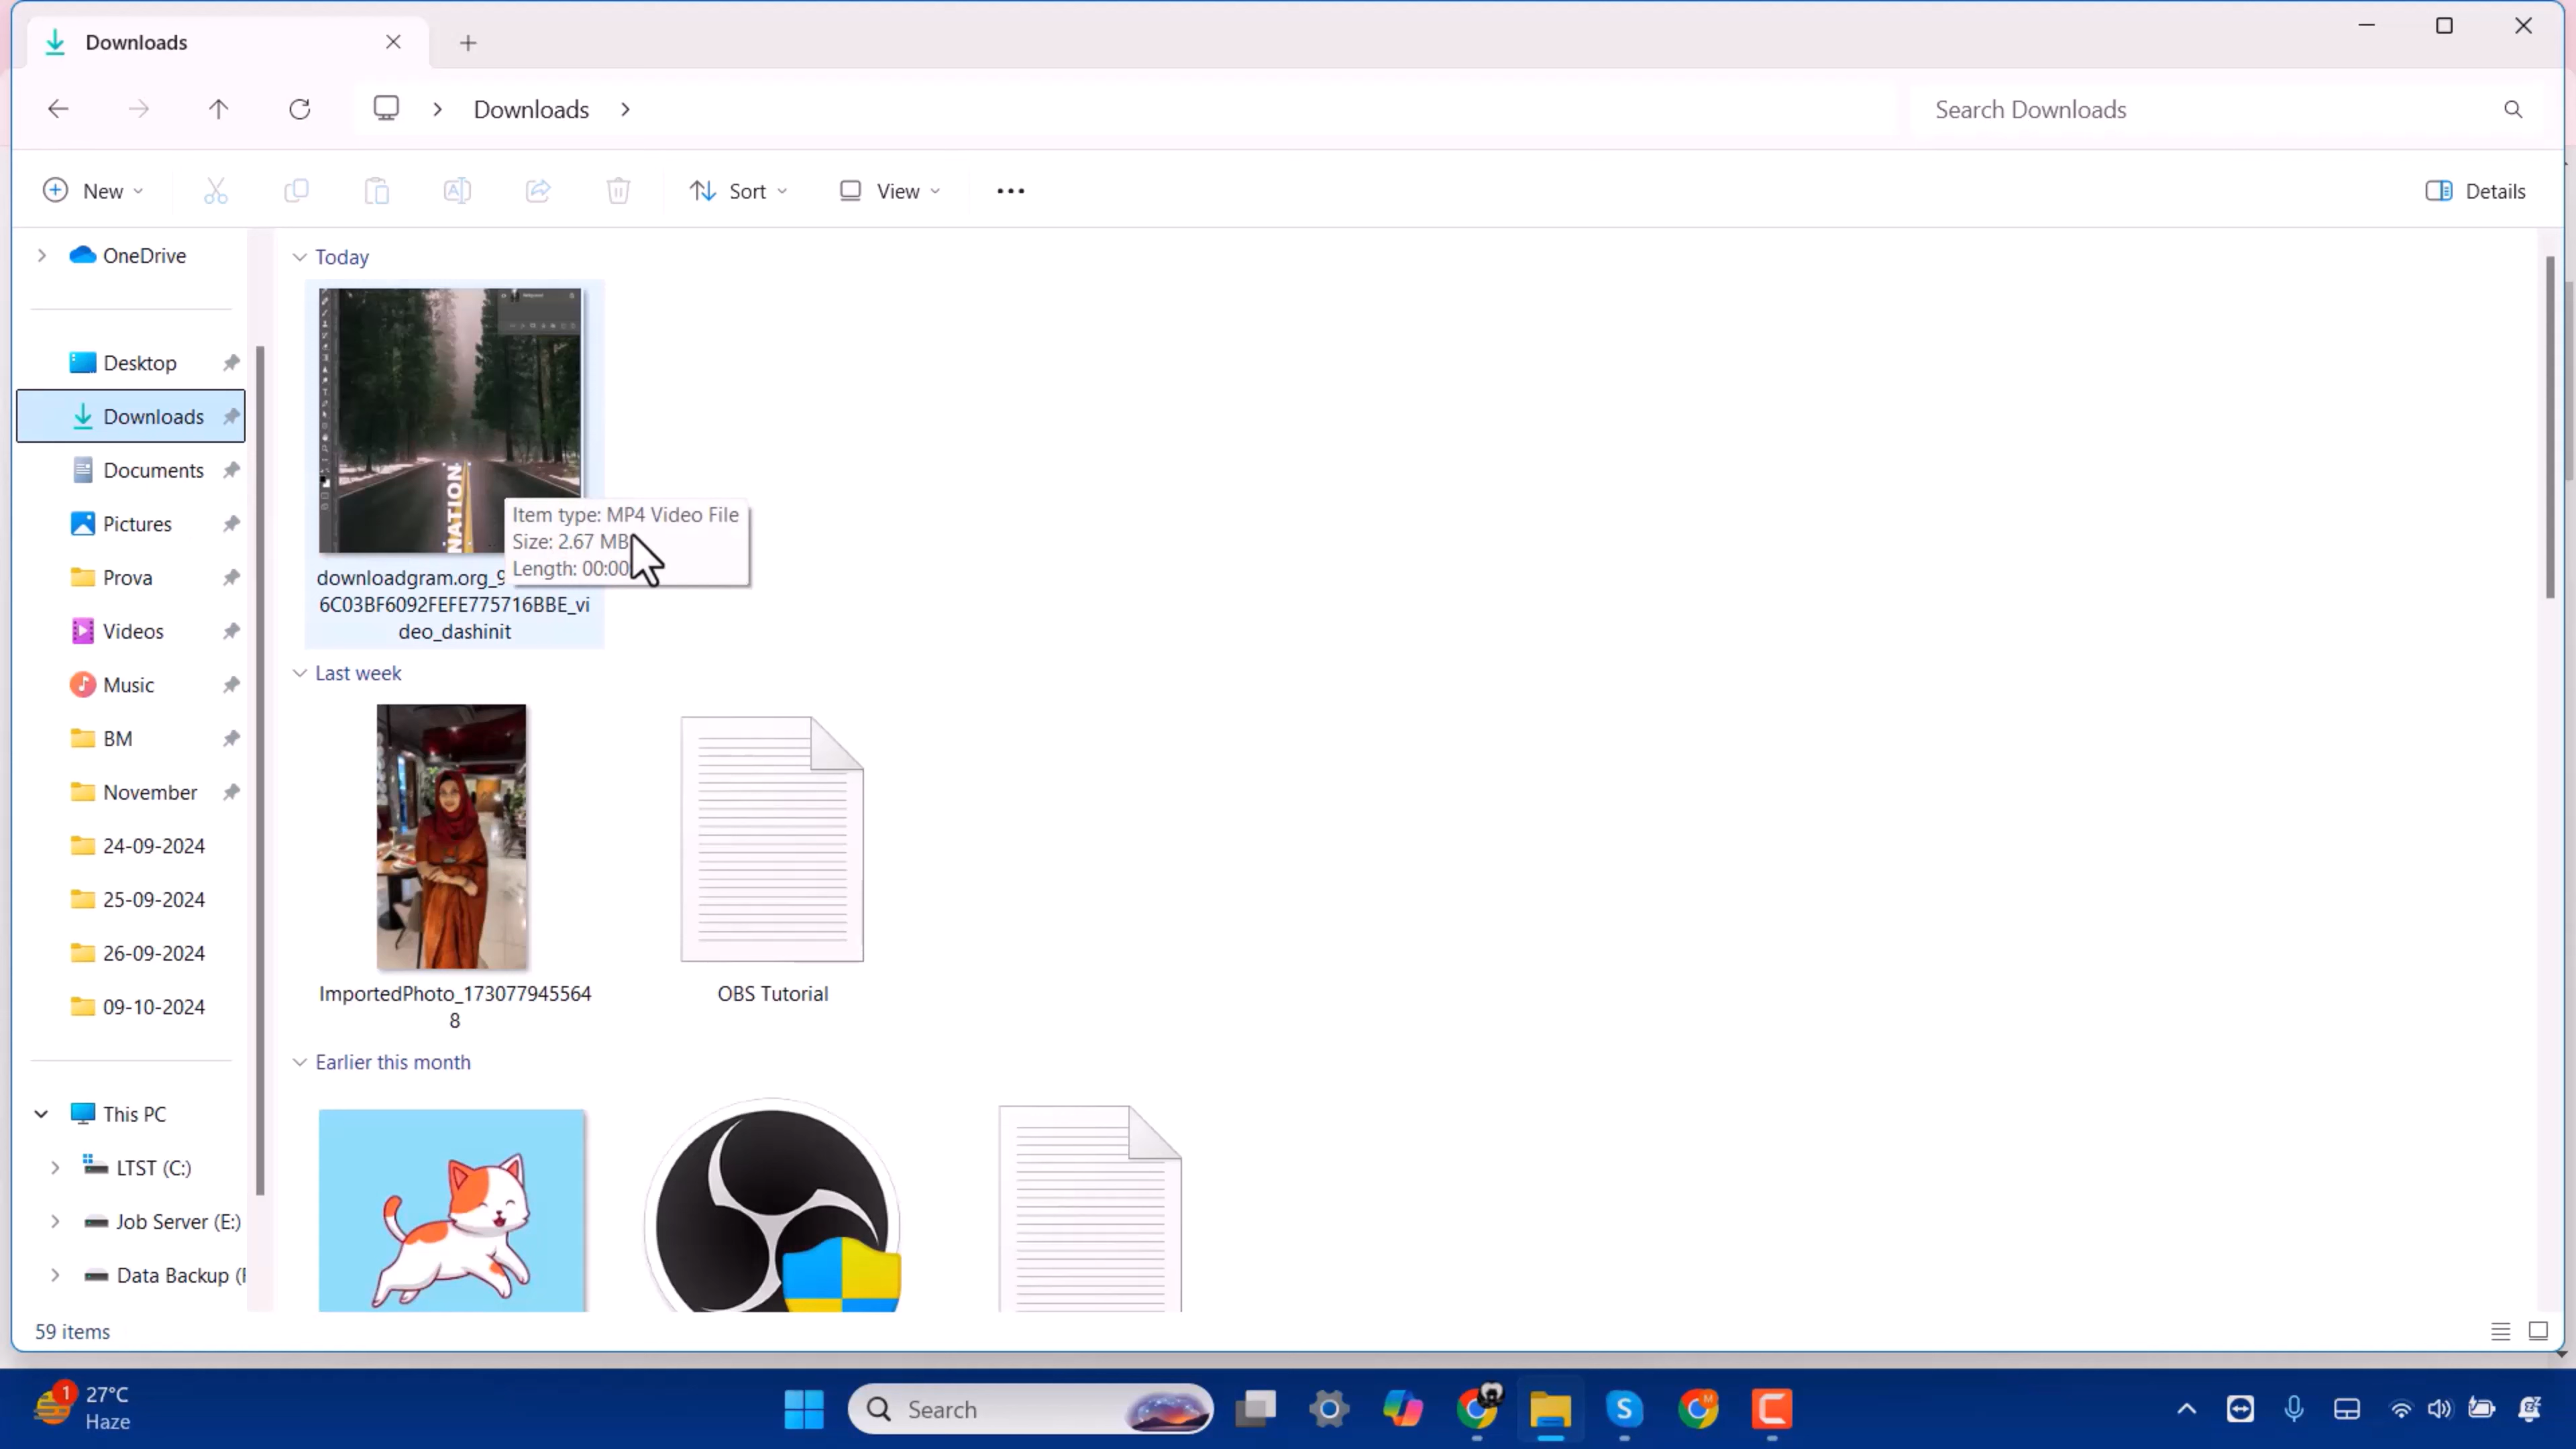 Downloads
Downloads
Search Downloads
New
Sort
View
Details
OneDrive
Desktop
Downloads
Documents
Pictures
Prova
Videos
Music
BM
November
24-09-2024
25-09-2024
26-09-2024
09-10-2024
This PC
LTST (C:)
Job Server (E:)
Data Backup (
Today
NATION
Item type: MP4 Video File
Size: 2.67 MB
Length: 00:00
downloadgram.org_9
6C03BF6092FEFE775716BBE_vi
deo_dashinit
Last week
ImportedPhoto_173077945564
8
OBS Tutorial
Earlier this month
59 items
1
27°C
Haze
Search